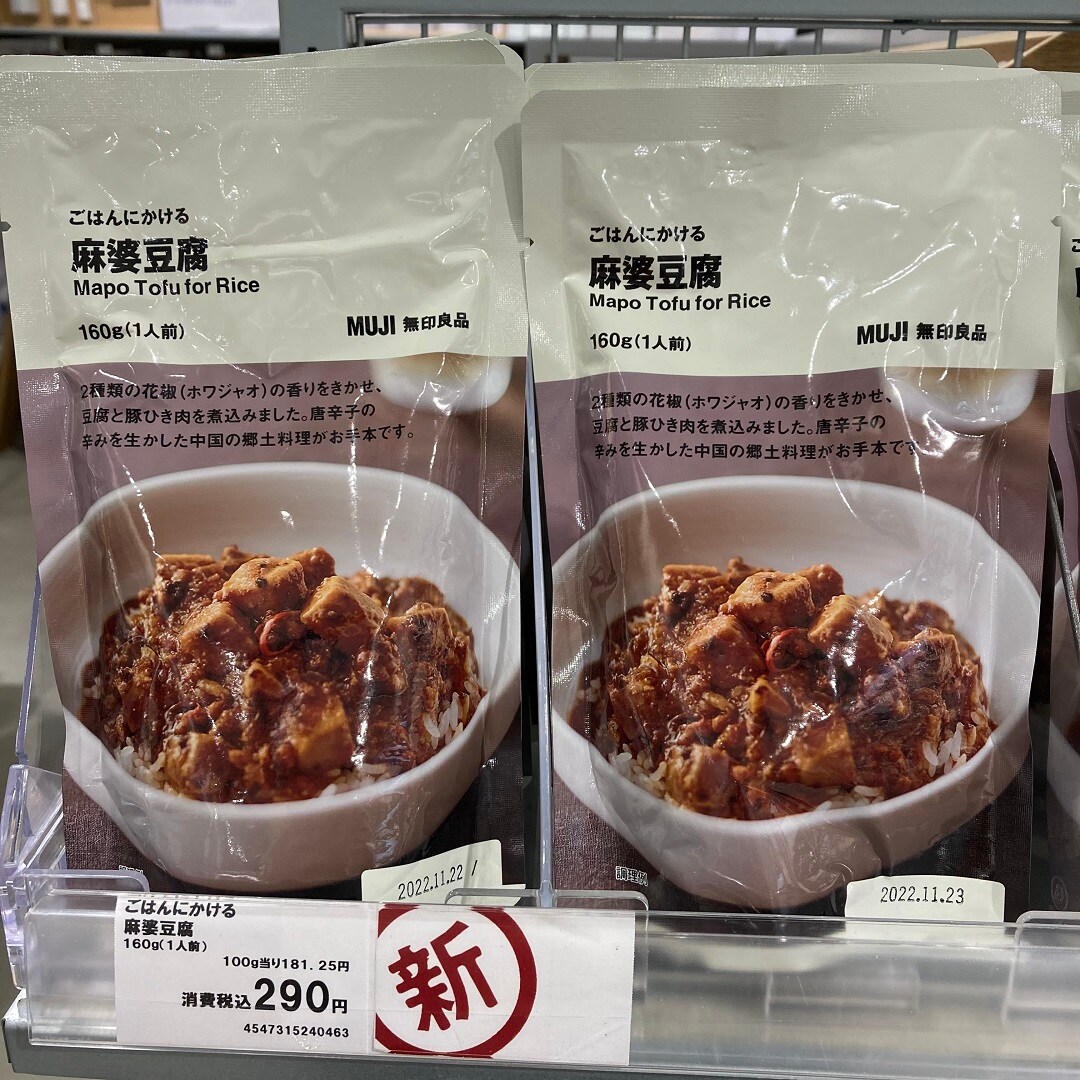 ごはんにかける
麻婆豆腐
Mapo Tofu for Rice
160g(1人前)
MUJI 無印良品
2種類の花椒(ホワジャオ)の香りをきかせ、
豆腐と豚ひき肉を煮込みました。唐辛子の
辛みを生かした中国の郷土料理がお手本です。
2022.11.22 /
ごはんにかける
麻婆豆腐
Mapo Tofu for Rice
160g(1人前)
MUJI 無印良品
2種類の花椒(ホワジャオ)の香りをきかせ、
豆腐と豚ひき肉を煮込みました。唐辛子の
辛みを生かした中国の郷土料理がお手本です
調理例
2022.11.23
ごはんにかける
麻婆豆腐
160g(1人前)
100g当り181.25円
消費税込290円
4547315240463
新